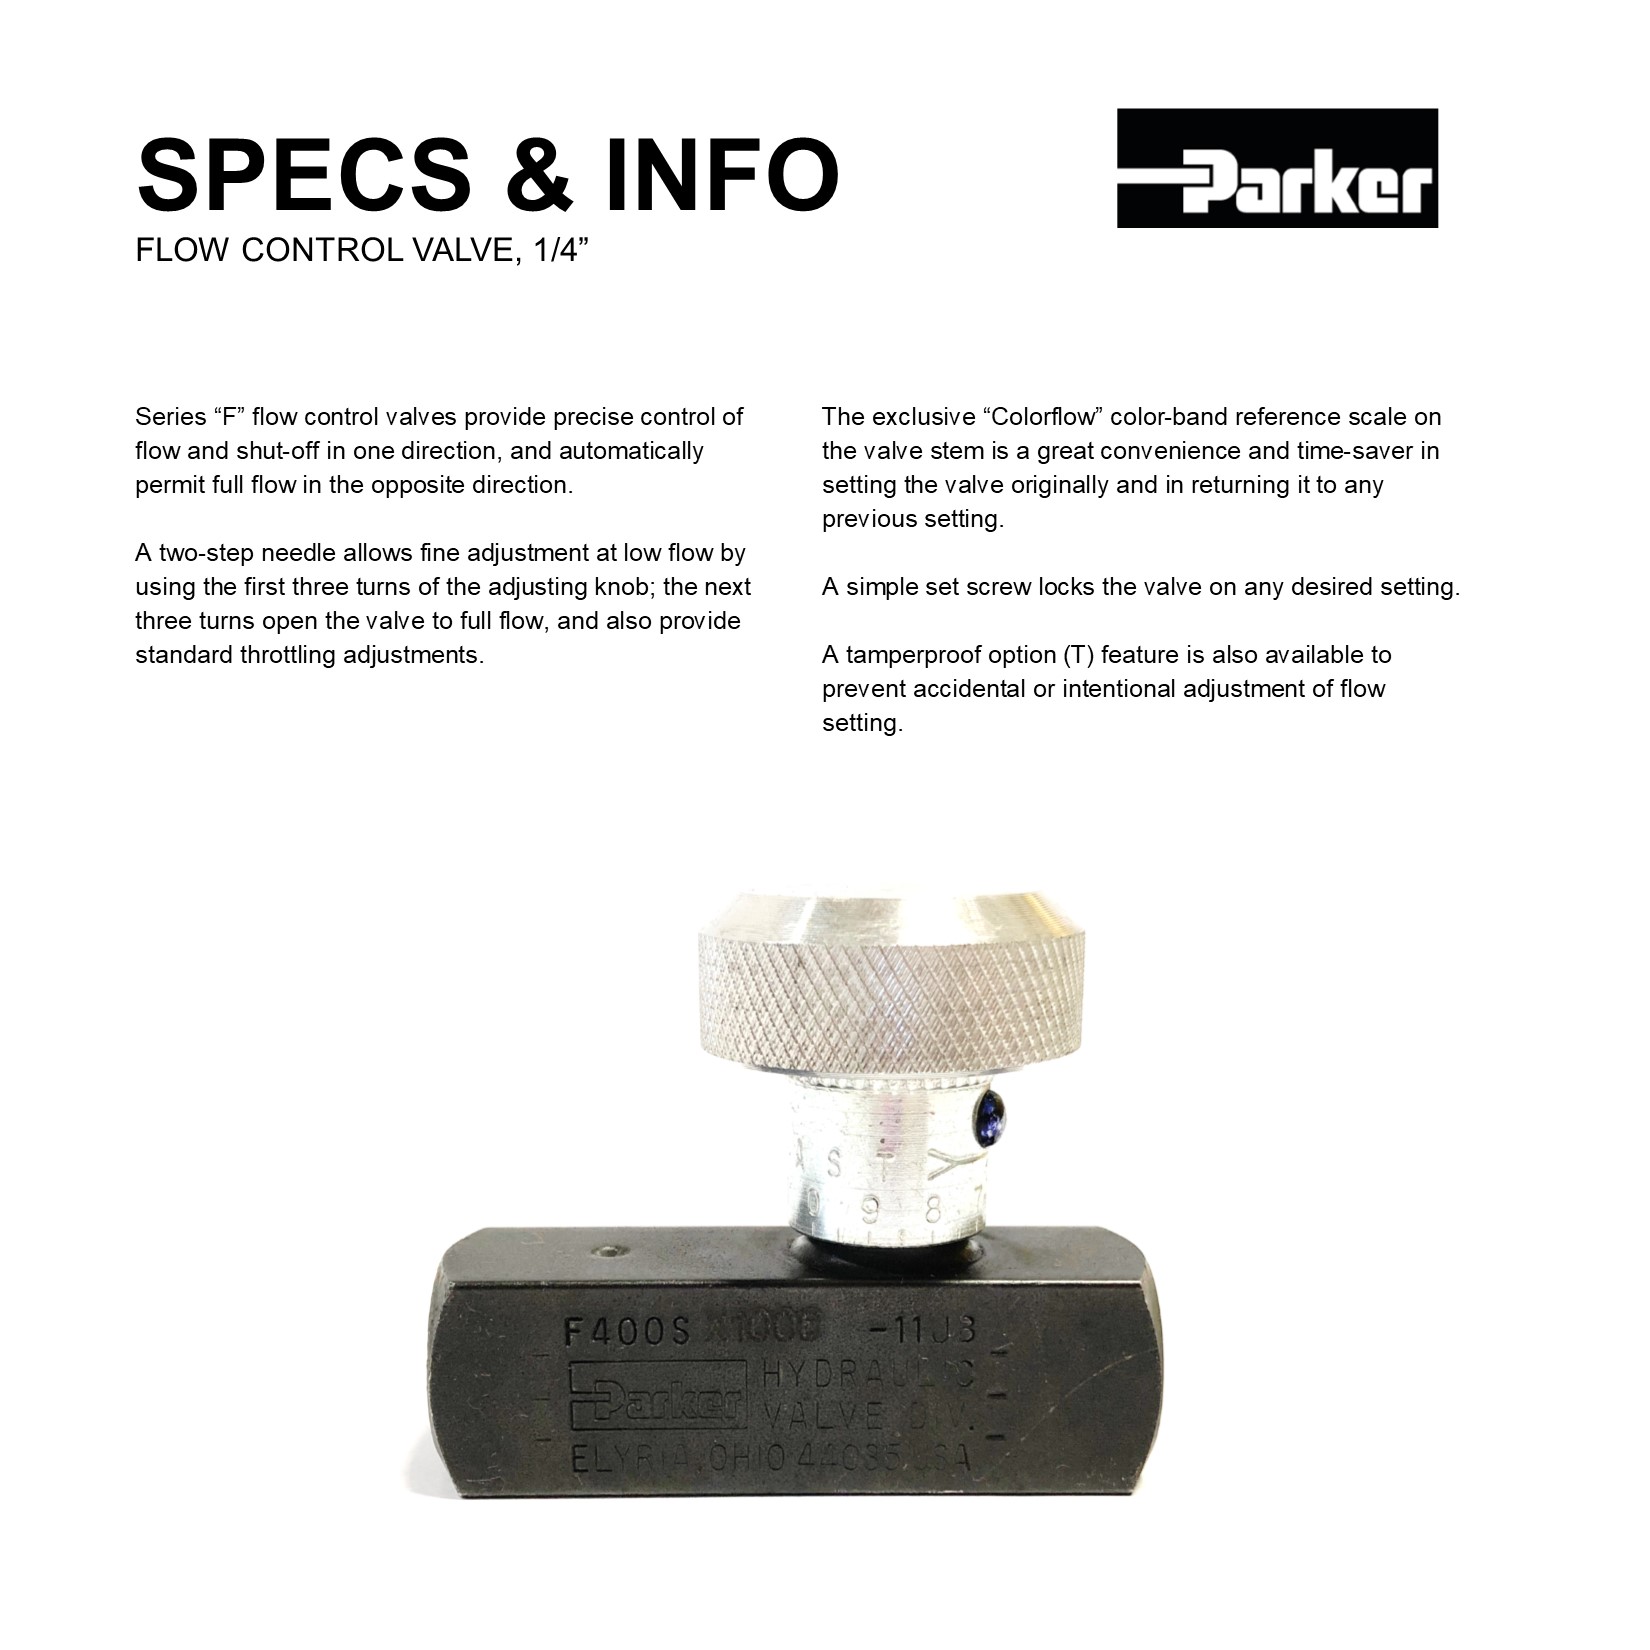 SPECS & INFO
FLOW CONTROL VALVE, 1/4”
Parker
Series “F” flow control valves provide precise control of
flow and shut-off in one direction, and automatically
permit full flow in the opposite direction.
A two-step needle allows fine adjustment at low flow by
using the first three turns of the adjusting knob; the next
three turns open the valve to full flow, and also provide
standard throttling adjustments.
The exclusive “Colorflow” color-band reference scale on
the valve stem is a great convenience and time-saver in
setting the valve originally and in returning it to any
previous setting.
A simple set screw locks the valve on any desired setting.
A tamperproof option (T) feature is also available to
prevent accidental or intentional adjustment of flow
setting.
S T
0 9 8 7
F400S
Parker
HYDRAULIC
VALVE DIV.
ELYRIA, OHIO 44035 USA